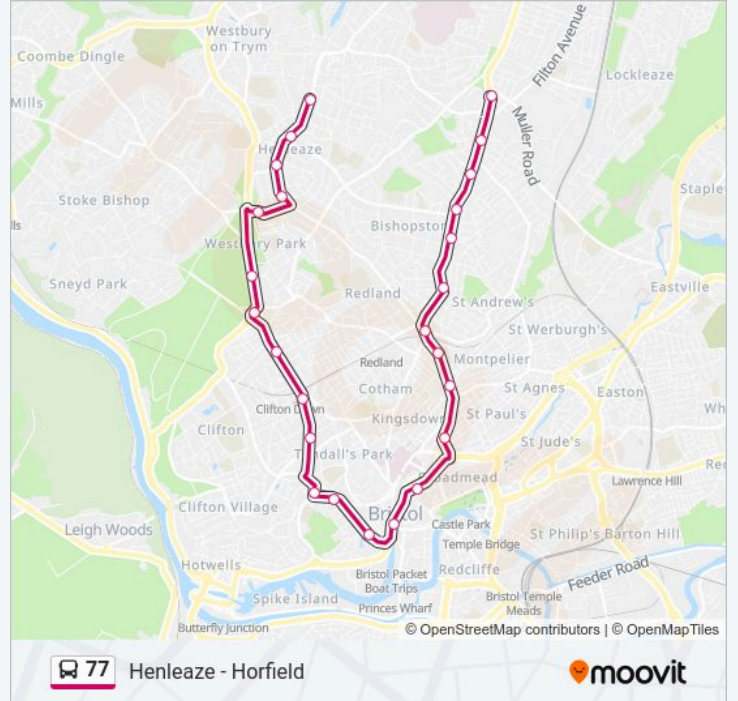 Westbury
on Trym
Filton Avenue
Coombe Dingle
Lockleaze
Mills
Muller Road
Henleaze
Stoke Bishop
Staple
lls
Bishopston
Westbury Park
Sneyd Park
Redland
Eastville
St Andrew's
St Werburgh's
Redland
Montpelier
Cotham
St Agnes
Easton
Clifton Down
Wh
Clifton
Kingsdown
St Paul's
St Jude's
Tyndall's Park
Broadmead
Lawrence Hill
Clifton Village
Bristol
Castle Park
Leigh Woods
St Philip's
Barton Hill
Temple Bridge
Hotwells
Redcliffe
Feeder Road
Bristol Packet
Boat Trips
Spike Island
Bristol Temple
Meads
Princes Wharf
Butterfly Junction
© OpenStreetMap contributors | © OpenMapTiles
77 Henleaze - Horfield
moovit